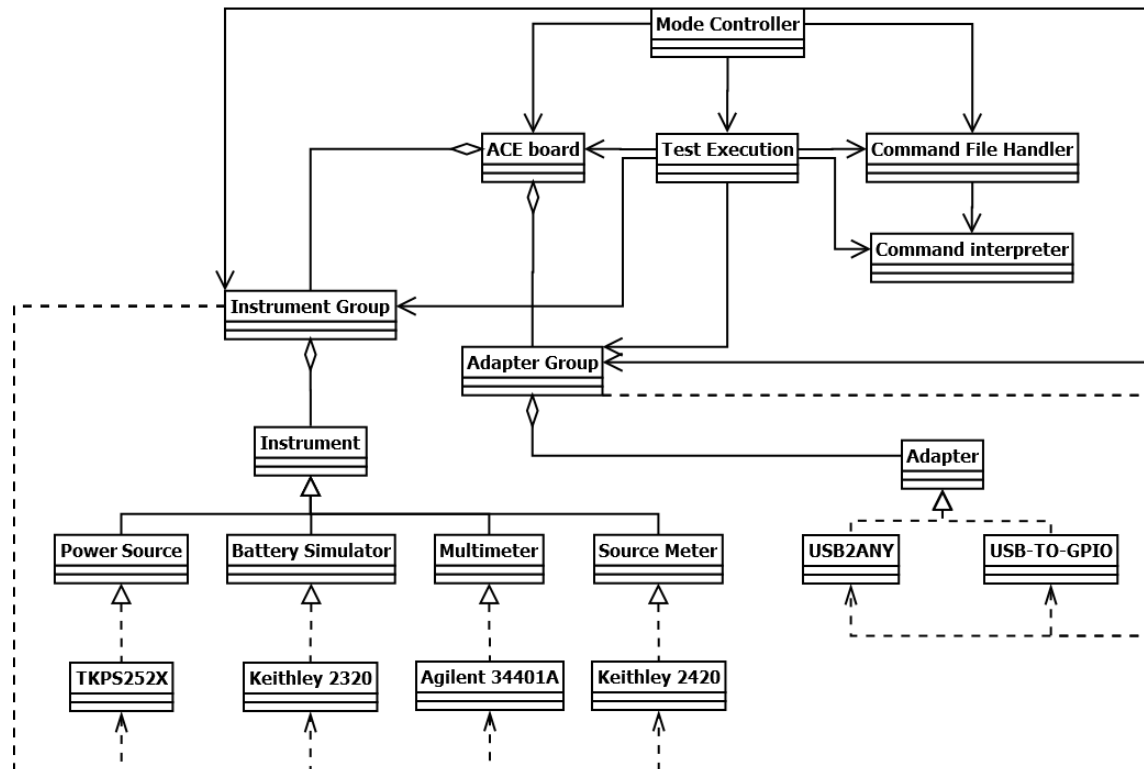 Mode Controller
ACE board
Test Execution
Command File Handler
Command interpreter
Instrument Group
Adapter Group
Instrument
Adapter
Power Source
Battery Simulator
Multimeter
Source Meter
USB2ANY
USB-TO-GPIO
TKPS252X
Keithley 2320
Agilent 34401A
Keithley 2420